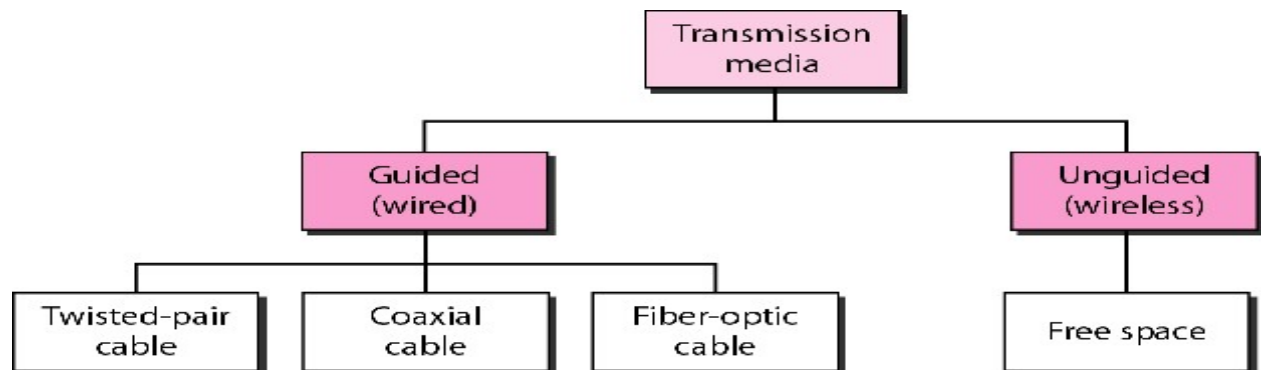 Transmission
media
Guided
(wired)
Unguided
(wireless)
Twisted-pair
cable
Coaxial
cable
Fiber-optic
cable
Free space